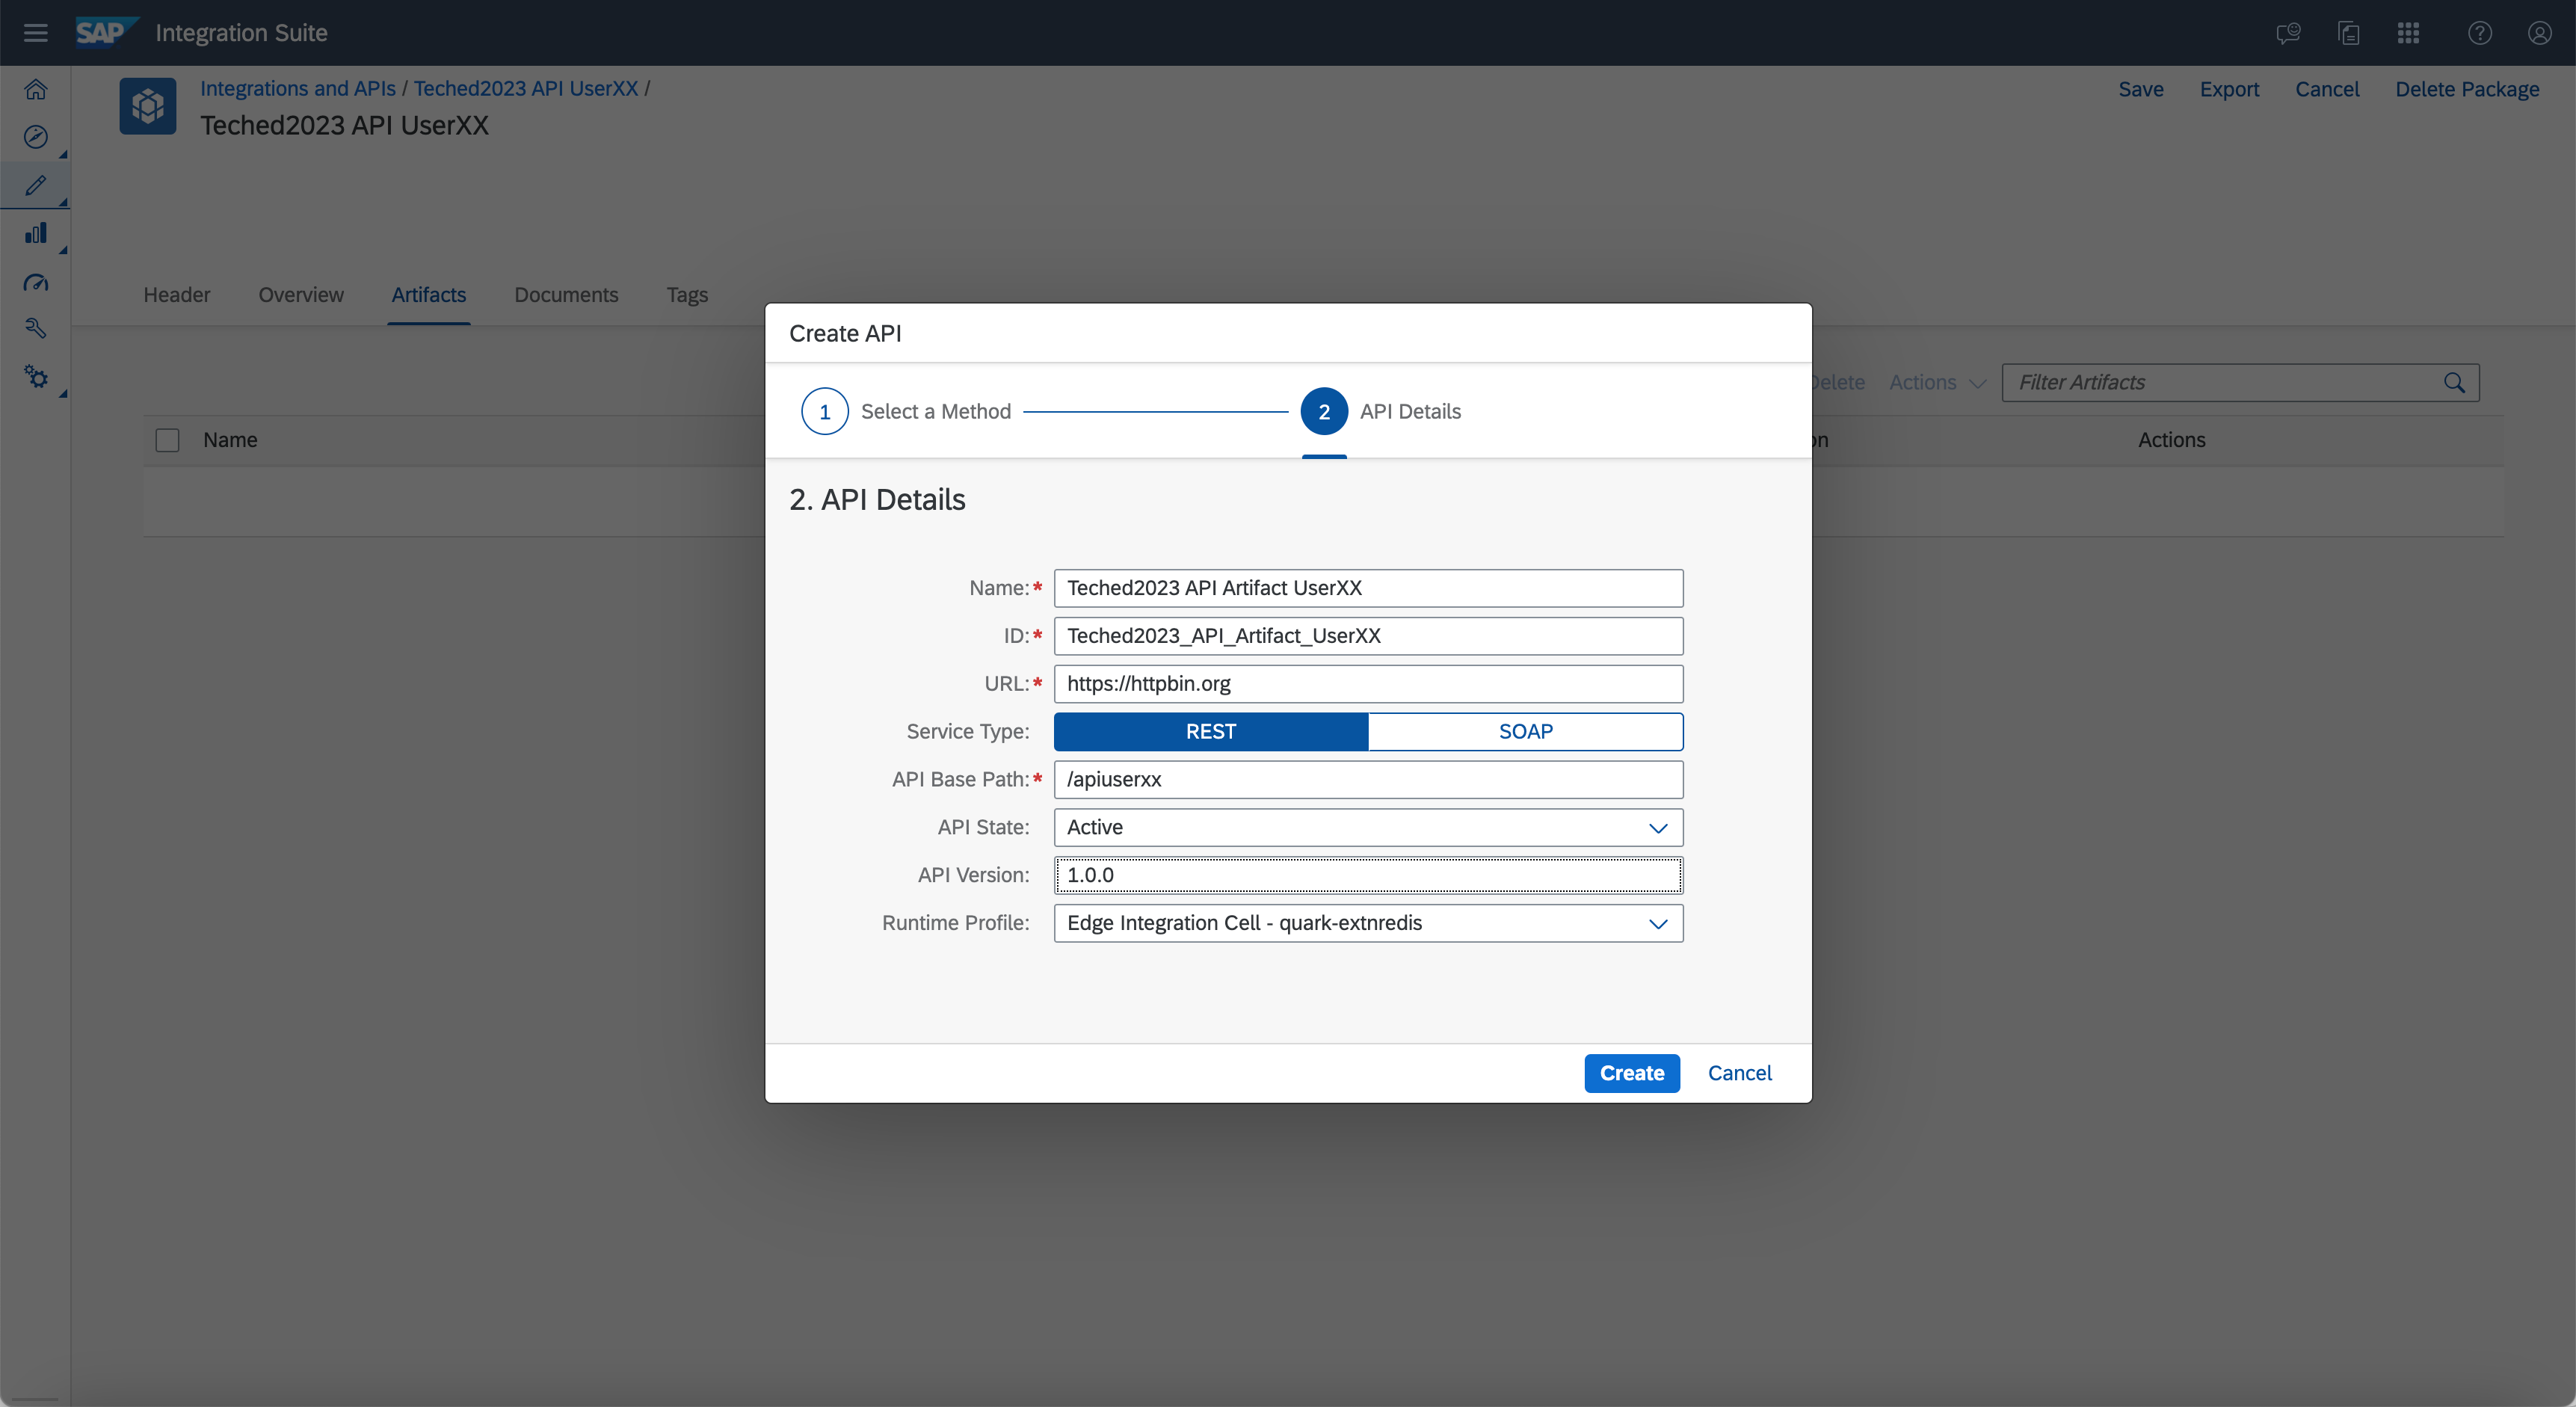 SAP Integration Suite
Integrations and APIs / Teched2023 API UserXX /
Teched2023 API UserXX
Save Export Cancel Delete Package
Header Overview Artifacts Documents Tags
Create API
1 Select a Method 2 API Details
Delete Actions Filter Artifacts
Name Actions
2. API Details
Name:* Teched2023 API Artifact UserXX
ID:* Teched2023_API_Artifact_UserXX
URL:* https://httpbin.org
Service Type: REST SOAP
API Base Path:* /apiuserxx
API State: Active
API Version: 1.0.0
Runtime Profile: Edge Integration Cell - quark-extnredis
Create Cancel